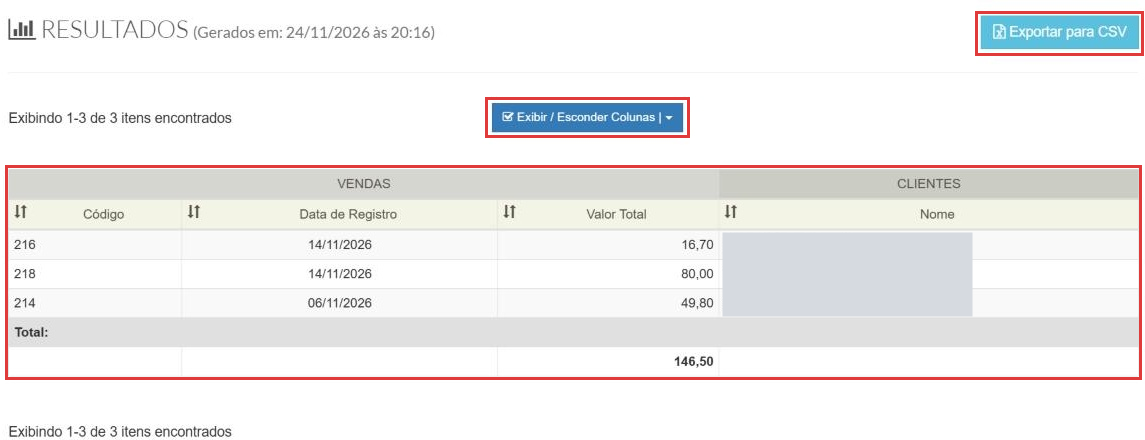 RESULTADOS (Gerados em: 24/11/2026 às 20:16)
Exportar para CSV
Exibindo 1-3 de 3 itens encontrados
Exibir / Esconder Colunas |
VENDAS CLIENTES
Código Data de Registro Valor Total Nome
216 14/11/2026 16,70
218 14/11/2026 80,00
214 06/11/2026 49,80
Total:
146,50
Exibindo 1-3 de 3 itens encontrados